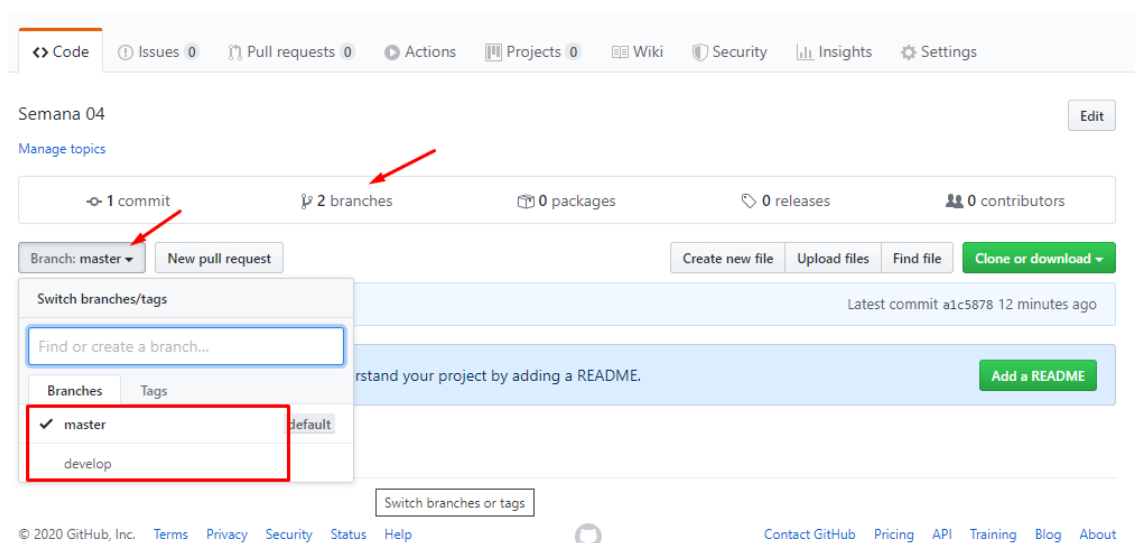 Code Issues 0 Pull requests 0 Actions Projects 0 Wiki Security Insights Settings
Semana 04
Edit
Manage topics
1 commit 2 branches 0 packages 0 releases 0 contributors
Branch: master New pull request Create new file Upload files Find file Clone or download
Switch branches/tags
Latest commit a1c5878 12 minutes ago
Find or create a branch...
rstand your project by adding a README.
Add a README
Branches Tags
master default
develop
Switch branches or tags
© 2020 GitHub, Inc. Terms Privacy Security Status Help Contact GitHub Pricing API Training Blog About